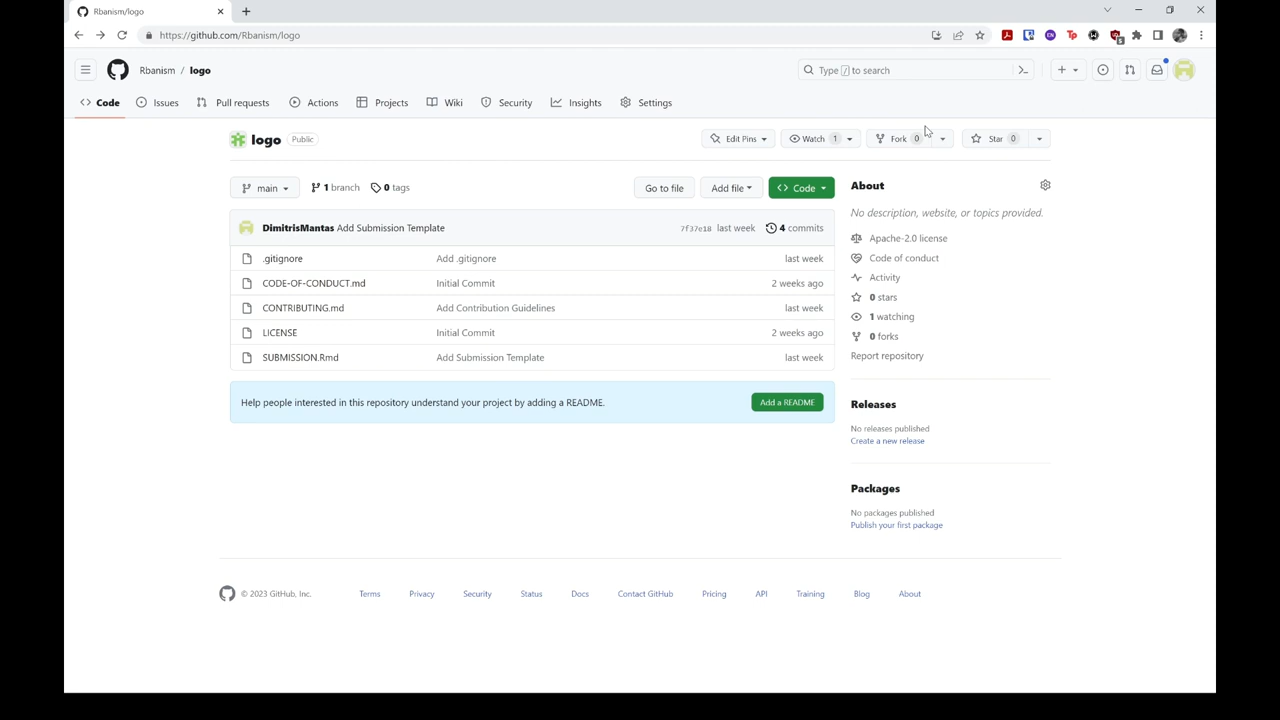 Rbanism/logo
https://github.com/Rbanism/logo
Rbanism / logo
Type / to search
Code Issues Pull requests Actions Projects Wiki Security Insights Settings
logo Public
Edit Pins Watch 1 Fork 0 Star 0
main 1 branch 0 tags Go to file Add file Code
DimitrisMantas Add Submission Template 7f37e18 last week 4 commits
.gitignore Add .gitignore last week
CODE-OF-CONDUCT.md Initial Commit 2 weeks ago
CONTRIBUTING.md Add Contribution Guidelines last week
LICENSE Initial Commit 2 weeks ago
SUBMISSION.Rmd Add Submission Template last week
Help people interested in this repository understand your project by adding a README. Add a README
About
No description, website, or topics provided.
Apache-2.0 license
Code of conduct
Activity
0 stars
1 watching
0 forks
Report repository
Releases
No releases published
Create a new release
Packages
No packages published
Publish your first package
© 2023 GitHub, Inc. Terms Privacy Security Status Docs Contact GitHub Pricing API Training Blog About